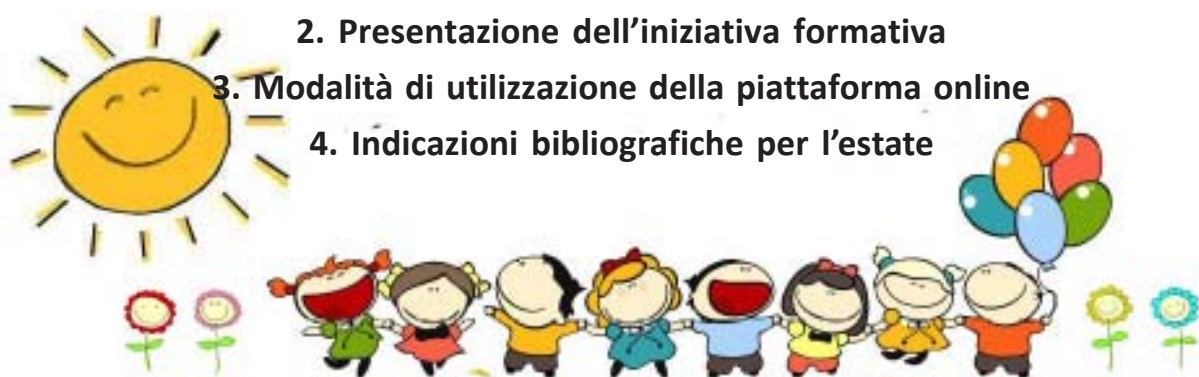 2. Presentazione dell’iniziativa formativa
3. Modalità di utilizzazione della piattaforma online
4. Indicazioni bibliografiche per l’estate